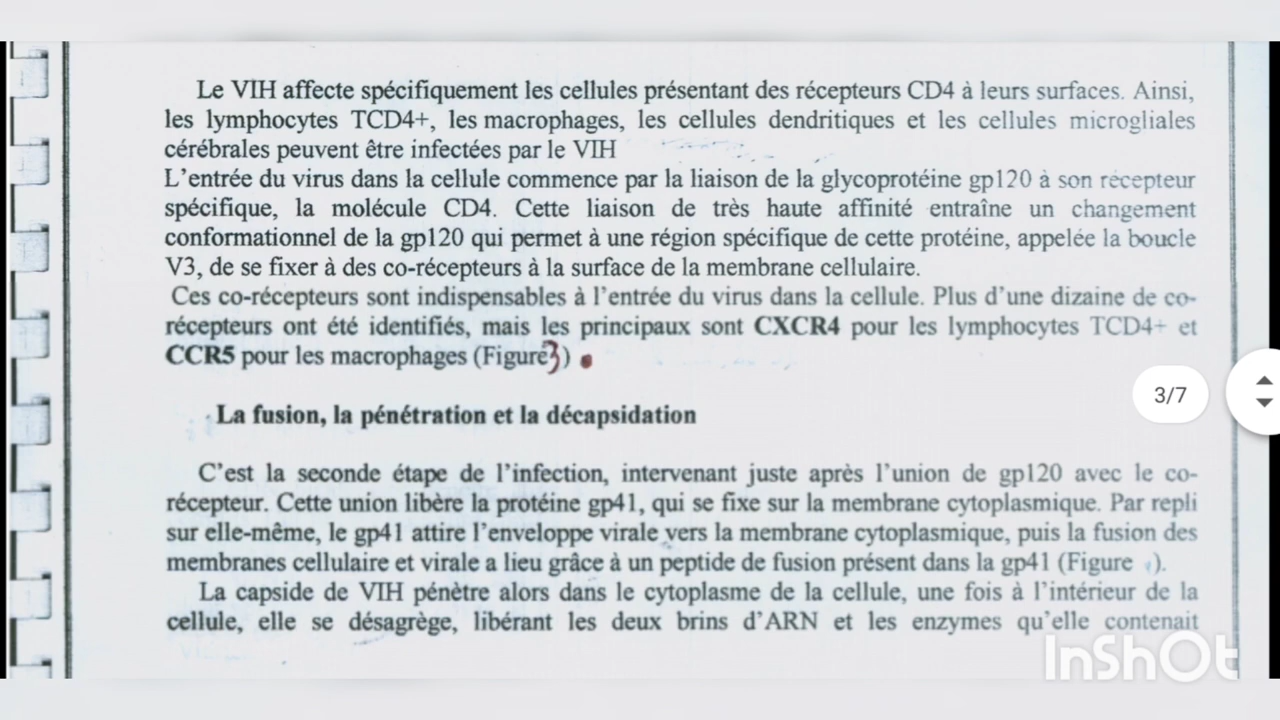 Le VIH affecte spécifiquement les cellules présentant des récepteurs CD4 à leurs surfaces. Ainsi,
les lymphocytes TCD4+, les macrophages, les cellules dendritiques et les cellules microgliales
cérébrales peuvent être infectées par le VIH
L'entrée du virus dans la cellule commence par la liaison de la glycoprotéine gp120 à son récepteur
spécifique, la molécule CD4. Cette liaison de très haute affinité entraîne un changement
conformationnel de la gp120 qui permet à une région spécifique de cette protéine, appelée la boucle
V3, de se fixer à des co-récepteurs à la surface de la membrane cellulaire.
Ces co-récepteurs sont indispensables à l'entrée du virus dans la cellule. Plus d'une dizaine de co-
récepteurs ont été identifiés, mais les principaux sont CXCR4 pour les lymphocytes TCD4+ et
CCR5 pour les macrophages (Figure 3).
La fusion, la pénétration et la décapsidation
3/7
C'est la seconde étape de l'infection, intervenant juste après l'union de gp120 avec le co-
récepteur. Cette union libère la protéine gp41, qui se fixe sur la membrane cytoplasmique. Par repli
sur elle-même, le gp41 attire l'enveloppe virale vers la membrane cytoplasmique, puis la fusion des
membranes cellulaire et virale a lieu grâce à un peptide de fusion présent dans la gp41 (Figure ).
La capside de VIH pénètre alors dans le cytoplasme de la cellule, une fois à l'intérieur de la
cellule, elle se désagrège, libérant les deux brins d'ARN et les enzymes qu'elle contenait
InShOt